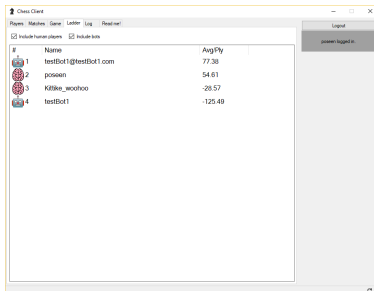 Chess Client
Players Matches Game Ladder Log Read me!
Logout
Include human players Include bots
poseen logged in
# Name Avg/Ply
1 testBot1@testBot1.com 77.38
2 poseen 54.61
3 Kittike_woohoo -28.57
4 testBot1 -125.49